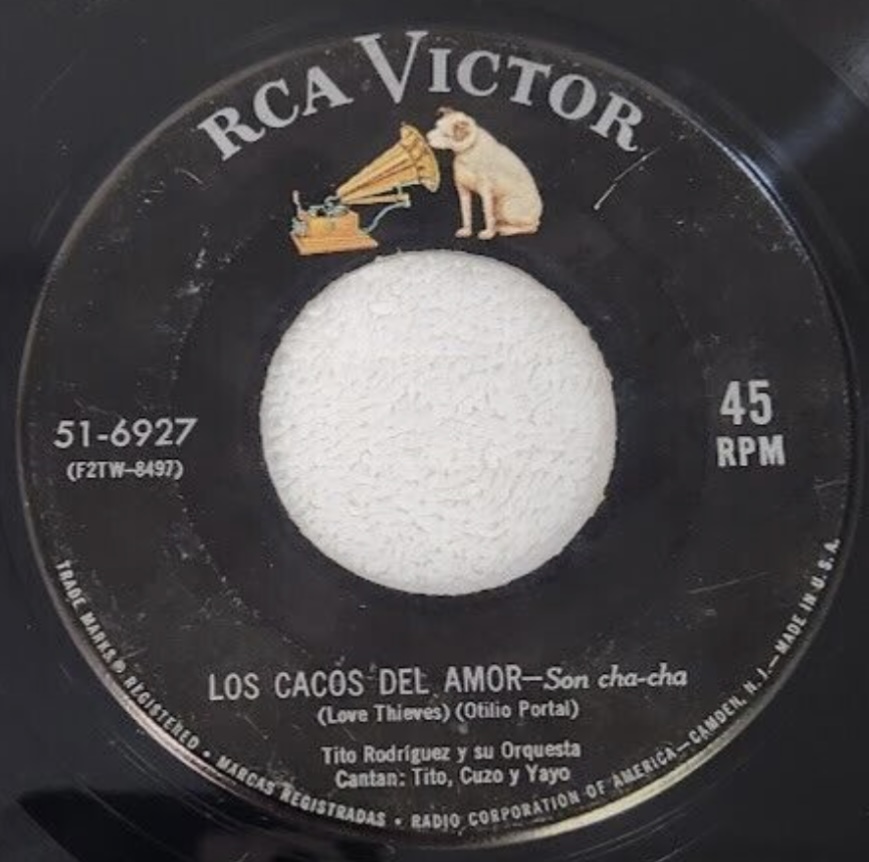 RCA VICTOR
51-6927
(F2TW-8497)
45
RPM
LOS CACOS DEL AMOR—Son cha-cha
(Love Thieves) (Otilio Portal)
Tito Rodríguez y su Orquesta
Cantan: Tito, Cuzo y Yayo
TRADE MARKS ® REGISTERED • MARCAS REGISTRADAS • RADIO CORPORATION OF AMERICA—CAMDEN, N. J.—MADE IN U. S. A.